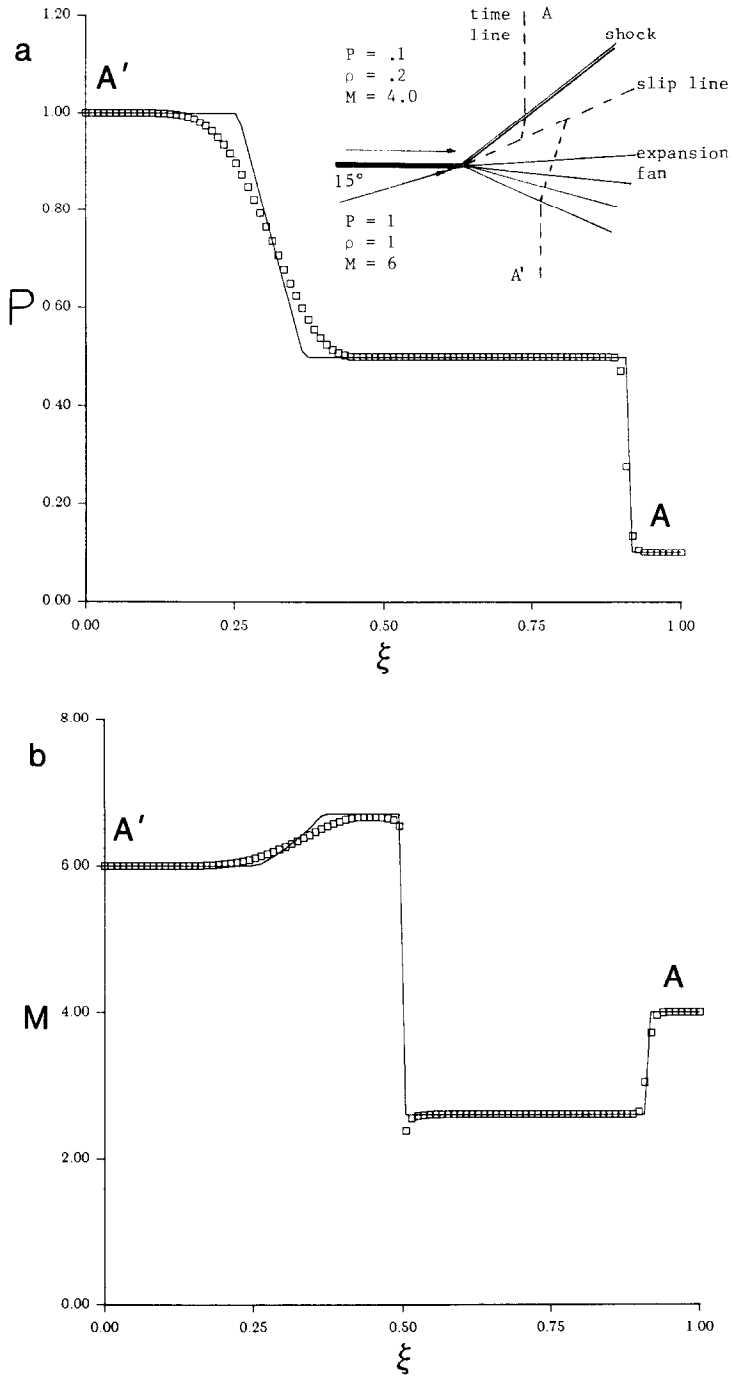 a
1.20
1.00
0.80
0.60
0.40
0.20
0.00
P
A'
A
0.00 0.25 0.50 0.75 1.00
ξ
time line
A
P = .1
ρ = .2
M = 4.0
shock
slip line
expansion fan
15°
P = 1
ρ = 1
M = 6
A'
b
8.00
6.00
4.00
2.00
0.00
M
A'
A
0.00 0.25 0.50 0.75 1.00
ξ